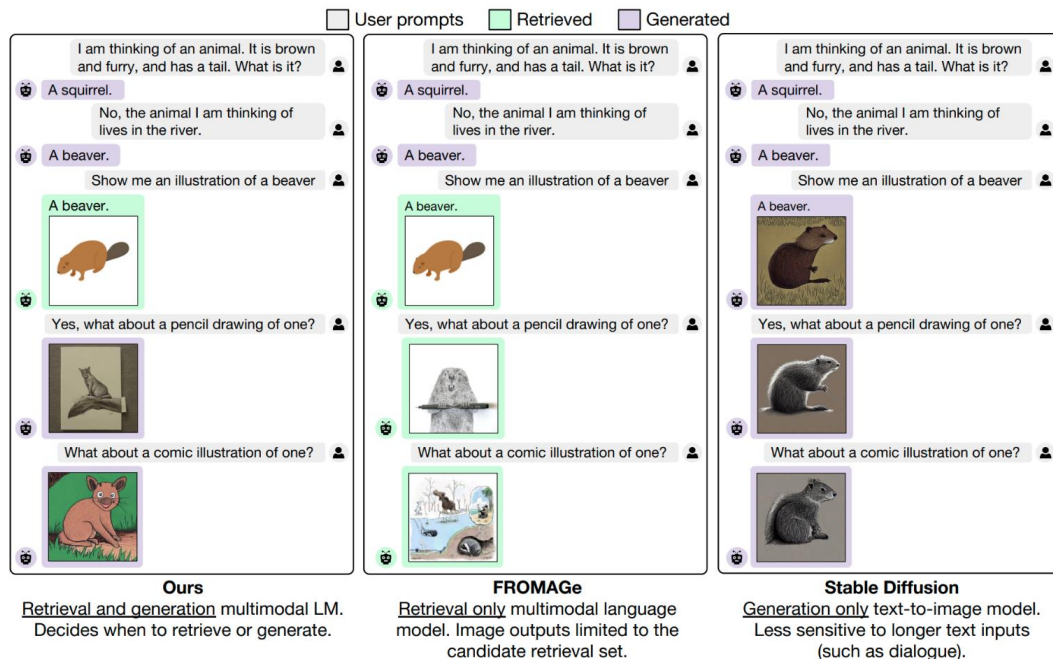 User prompts
Retrieved
Generated
I am thinking of an animal. It is brown
and furry, and has a tail. What is it?
A squirrel.
No, the animal I am thinking of
lives in the river.
A beaver.
Show me an illustration of a beaver
A beaver.
Yes, what about a pencil drawing of one?
What about a comic illustration of one?
I am thinking of an animal. It is brown
and furry, and has a tail. What is it?
A squirrel.
No, the animal I am thinking of
lives in the river.
A beaver.
Show me an illustration of a beaver
A beaver.
Yes, what about a pencil drawing of one?
What about a comic illustration of one?
I am thinking of an animal. It is brown
and furry, and has a tail. What is it?
A squirrel.
No, the animal I am thinking of
lives in the river.
A beaver.
Show me an illustration of a beaver
A beaver.
Yes, what about a pencil drawing of one?
What about a comic illustration of one?
Ours
Retrieval and generation multimodal LM.
Decides when to retrieve or generate.
FROMAGe
Retrieval only multimodal language
model. Image outputs limited to the
candidate retrieval set.
Stable Diffusion
Generation only text-to-image model.
Less sensitive to longer text inputs
(such as dialogue).